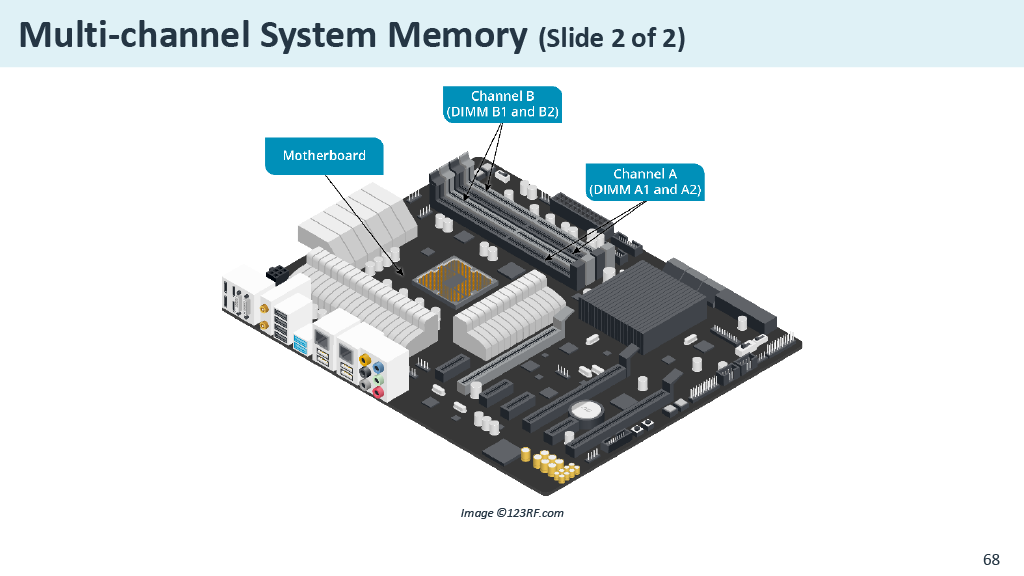 Multi-channel System Memory (Slide 2 of 2)
Channel B
(DIMM B1 and B2)
Motherboard
Channel A
(DIMM A1 and A2)
Image ©123RF.com
68